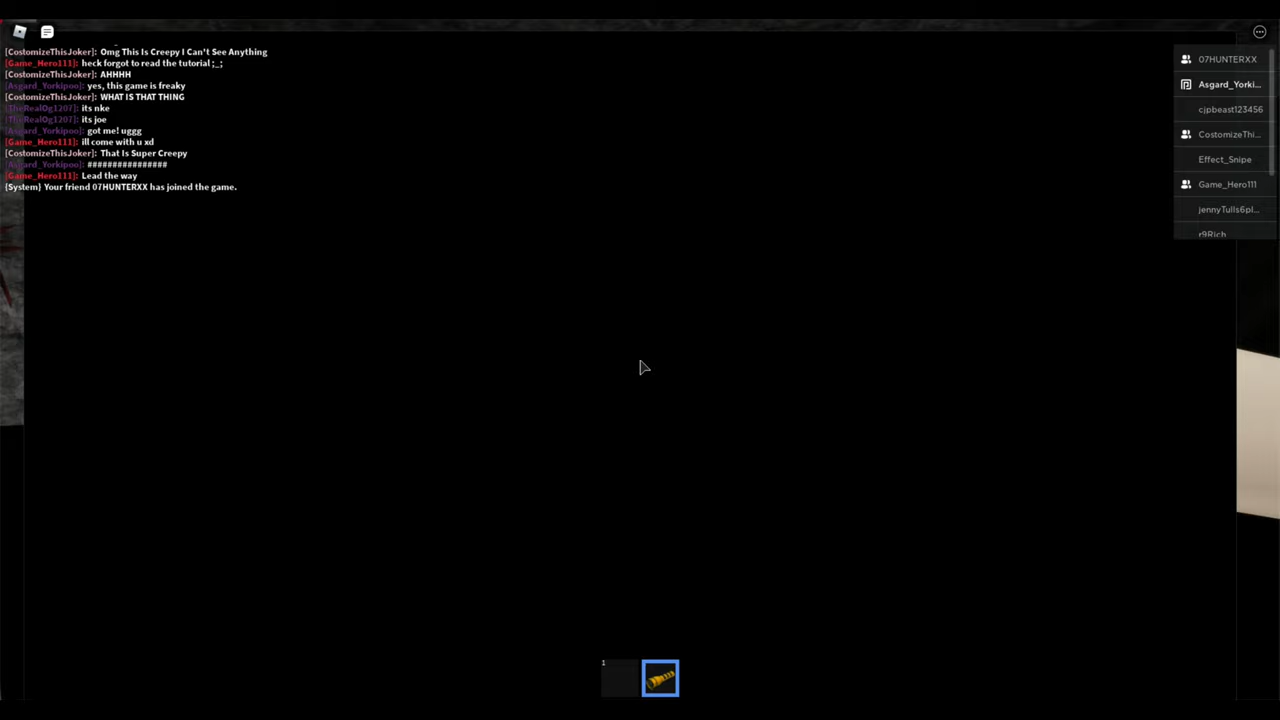 [CostomizeThisJoker]: Omg This Is Creepy I Can't See Anything
[Game_Hero111]: heck forgot to read the tutorial ;_;
[CostomizeThisJoker]: AHHHH
[Asgard_Yorkipoo]: yes, this game is freaky
[CostomizeThisJoker]: WHAT IS THAT THING
[TheRealOg1207]: its nke
[TheRealOg1207]: its joe
[Asgard_Yorkipoo]: got me! uggg
[Game_Hero111]: ill come with u xd
[CostomizeThisJoker]: That Is Super Creepy
[Asgard_Yorkipoo]: ################
[Game_Hero111]: Lead the way
{System} Your friend 07HUNTERXX has joined the game.
07HUNTERXX
Asgard_Yorki...
cjpbeast123456
CostomizeThi...
Effect_Snipe
Game_Hero111
jennyTulls6pl...
r9Rich
1